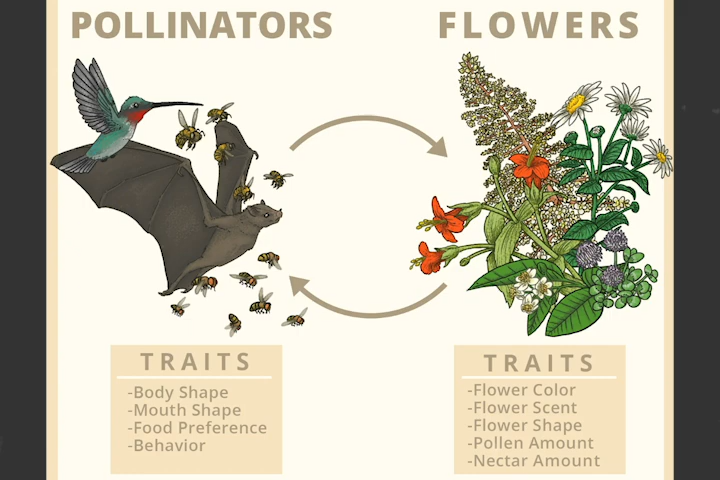 POLLINATORS
FLOWERS
TRAITS
-Body Shape
-Mouth Shape
-Food Preference
-Behavior
TRAITS
-Flower Color
-Flower Scent
-Flower Shape
-Pollen Amount
-Nectar Amount